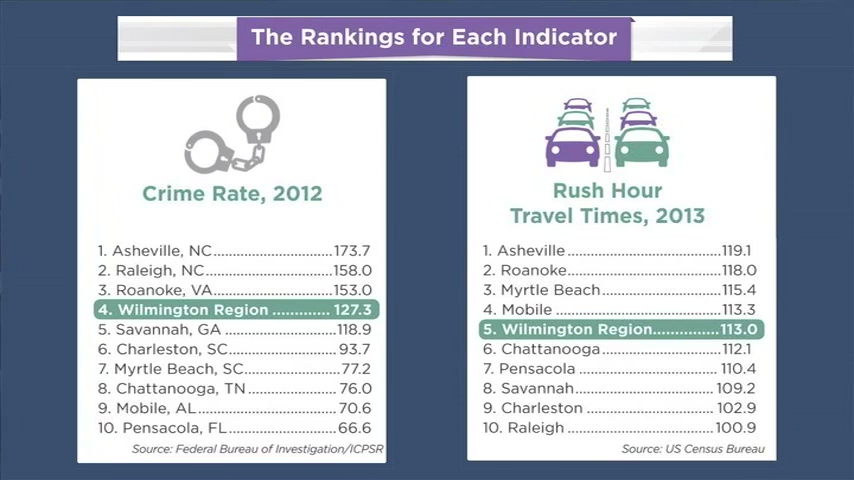 The Rankings for Each Indicator
Crime Rate, 2012
1. Asheville, NC..........................173.7
2. Raleigh, NC............................158.0
3. Roanoke, VA..........................153.0
4. Wilmington Region ............. 127.3
5. Savannah, GA ........................118.9
6. Charleston, SC.........................93.7
7. Myrtle Beach, SC.....................77.2
8. Chattanooga, TN.....................76.0
9. Mobile, AL................................70.6
10. Pensacola, FL........................66.6
Source: Federal Bureau of Investigation/ICPSR
Rush Hour
Travel Times, 2013
1. Asheville ..................................119.1
2. Roanoke..................................118.0
3. Myrtle Beach...........................115.4
4. Mobile .....................................113.3
5. Wilmington Region...............113.0
6. Chattanooga...........................112.1
7. Pensacola ................................110.4
8. Savannah.................................109.2
9. Charleston ..............................102.9
10. Raleigh ..................................100.9
Source: US Census Bureau